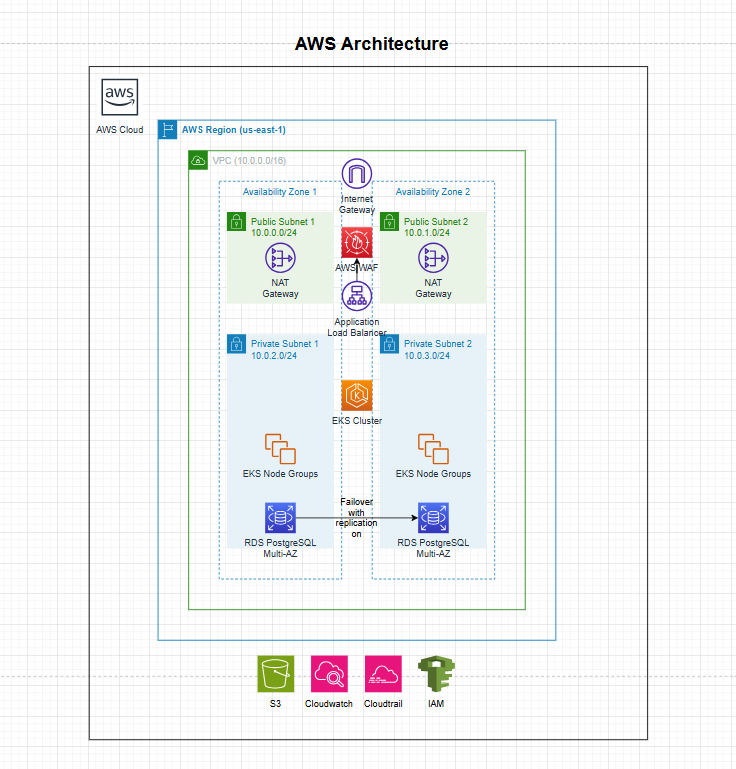 AWS Architecture
aws
AWS Cloud
AWS Region (us-east-1)
VPC (10.0.0.0/16)
Availability Zone 1
Availability Zone 2
Internet
Gateway
Public Subnet 1
10.0.0.0/24
Public Subnet 2
10.0.1.0/24
AWS WAF
NAT
Gateway
NAT
Gateway
Application
Load Balancer
Private Subnet 1
10.0.2.0/24
Private Subnet 2
10.0.3.0/24
K
EKS Cluster
EKS Node Groups
EKS Node Groups
Failover
with
replication
on
RDS PostgreSQL
Multi-AZ
RDS PostgreSQL
Multi-AZ
S3
Cloudwatch
Cloudtrail
IAM